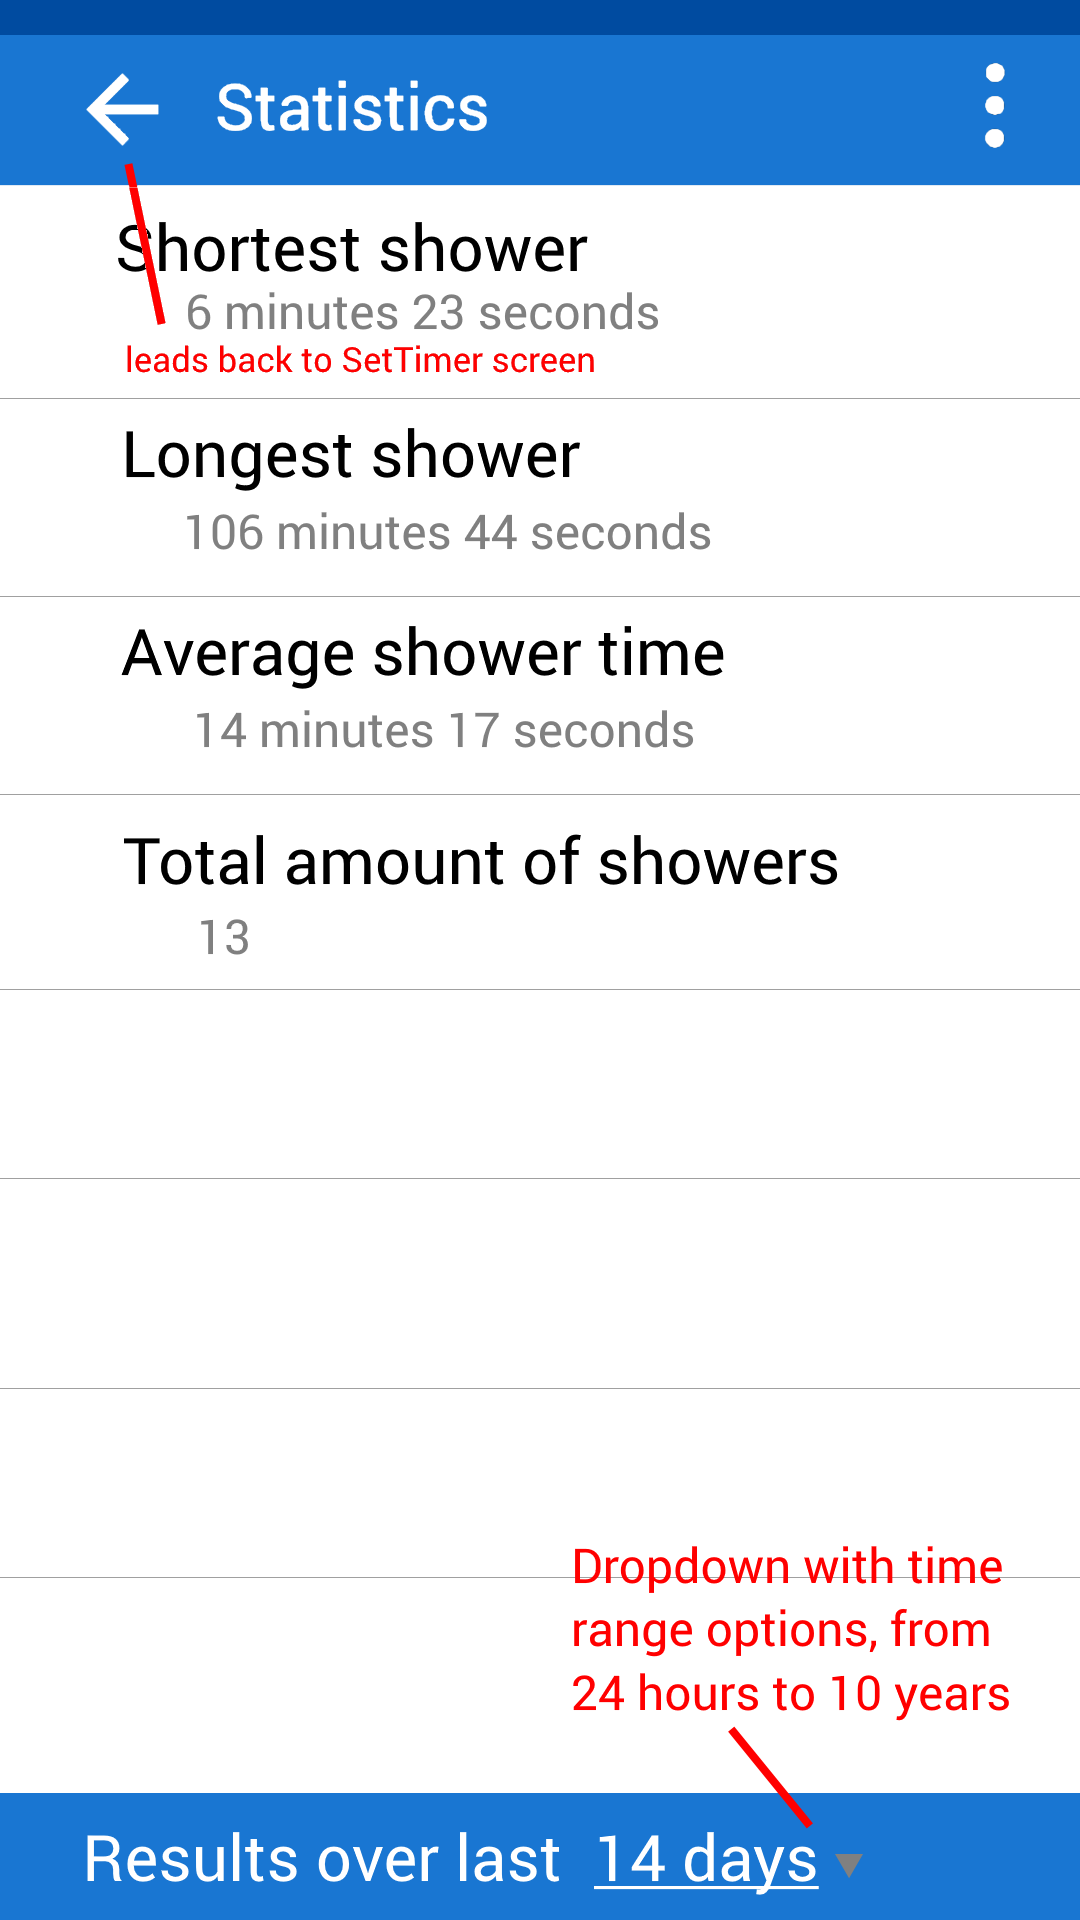 Statistics
Shortest shower
6 minutes 23 seconds
leads back to SetTimer screen
Longest shower
106 minutes 44 seconds
Average shower time
14 minutes 17 seconds
Total amount of showers
13
Dropdown with time
range options, from
24 hours to 10 years
Results over last 14 days